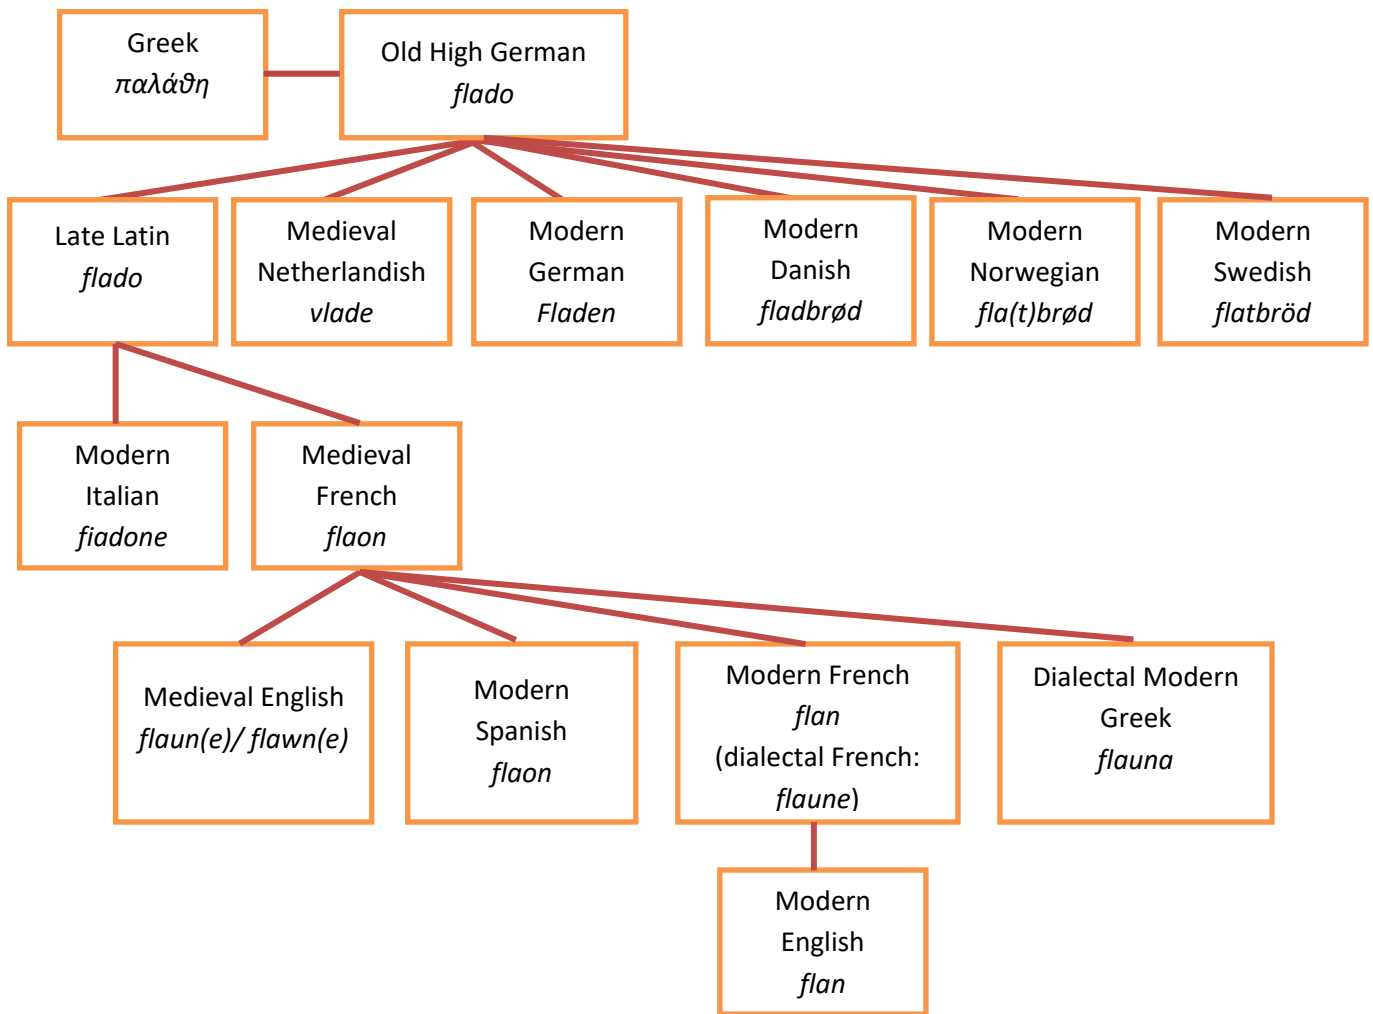 Greek
παλάϑη
Old High German
flado
Late Latin
flado
Medieval
Netherlandish
vlade
Modern
German
Fladen
Modern
Danish
fladbrød
Modern
Norwegian
fla(t)brød
Modern
Swedish
flatbröd
Modern
Italian
fiadone
Medieval
French
flaon
Medieval English
flaun(e)/ flawn(e)
Modern
Spanish
flaon
Modern French
flan
(dialectal French:
flaune)
Dialectal Modern
Greek
flauna
Modern
English
flan